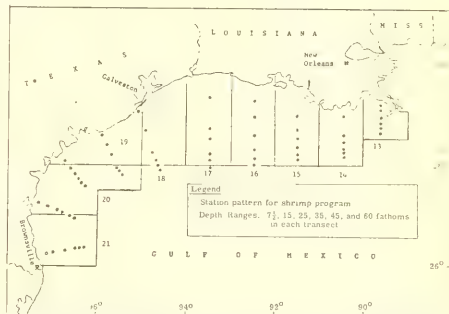 LOUISIANA
MISS
New
Orleans
TEXAS
Galveston
13
19
18
17
16
15
14
Legend
Station pattern for shrimp program
Depth Ranges, 7½, 15, 25, 35, 45, and 60 fathoms
in each transect
20
Brownsville
21
GULF OF MEXICO
26°
94°
92°
90°